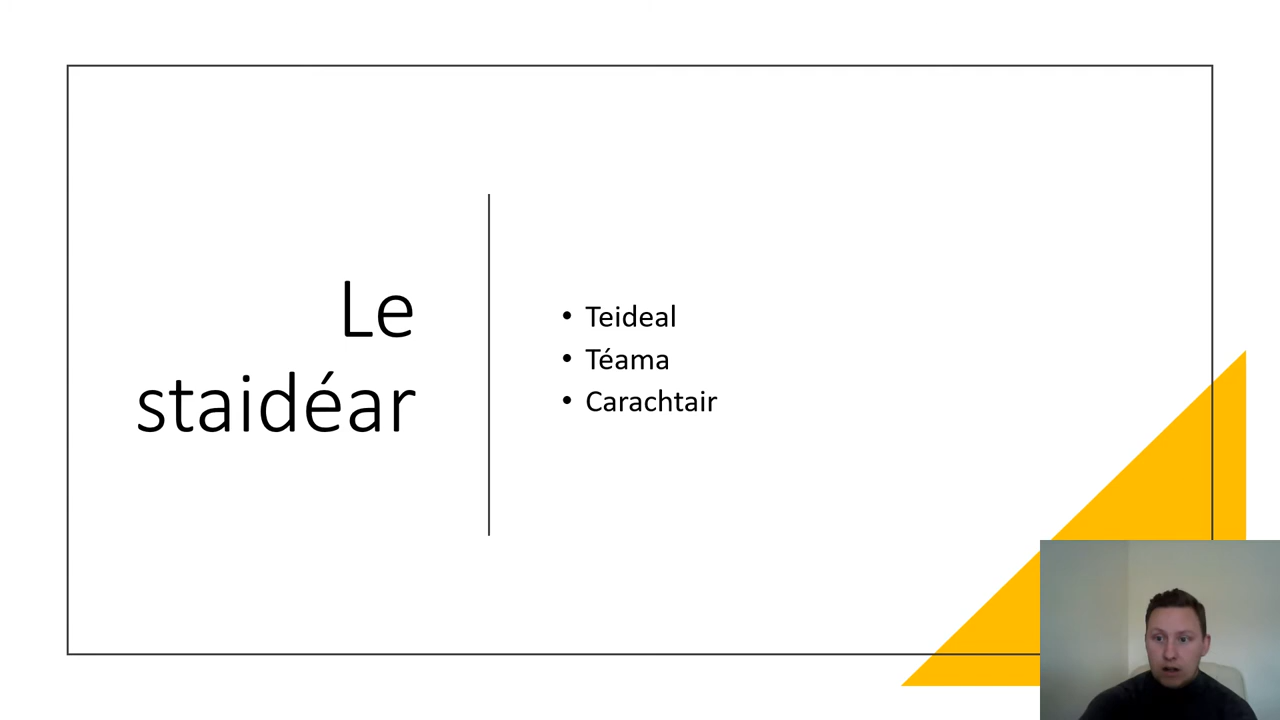 Le
staidéar
• Teideal
• Téama
• Carachtair